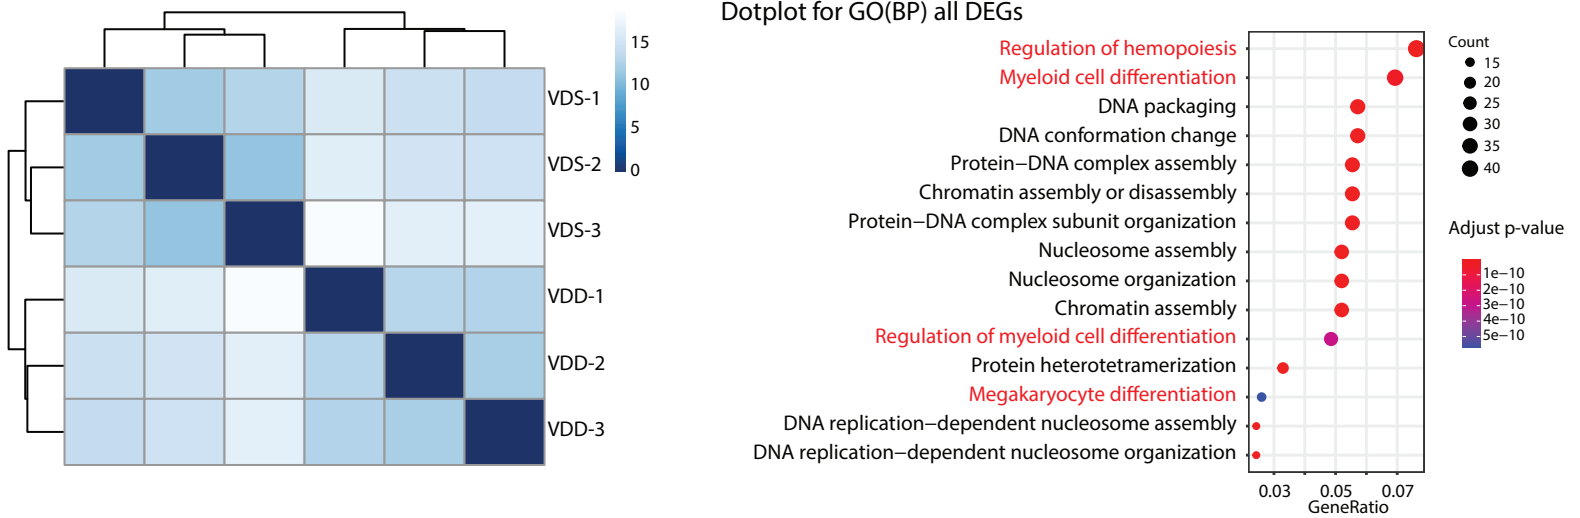 15
10
5
0
VDS-1
VDS-2
VDS-3
VDD-1
VDD-2
VDD-3
Dotplot for GO(BP) all DEGs
Regulation of hemopoiesis
Myeloid cell differentiation
DNA packaging
DNA conformation change
Protein−DNA complex assembly
Chromatin assembly or disassembly
Protein−DNA complex subunit organization
Nucleosome assembly
Nucleosome organization
Chromatin assembly
Regulation of myeloid cell differentiation
Protein heterotetramerization
Megakaryocyte differentiation
DNA replication−dependent nucleosome assembly
DNA replication−dependent nucleosome organization
0.03 0.05 0.07
GeneRatio
Count
15
20
25
30
35
40
Adjust p-value
1e−10
2e−10
3e−10
4e−10
5e−10